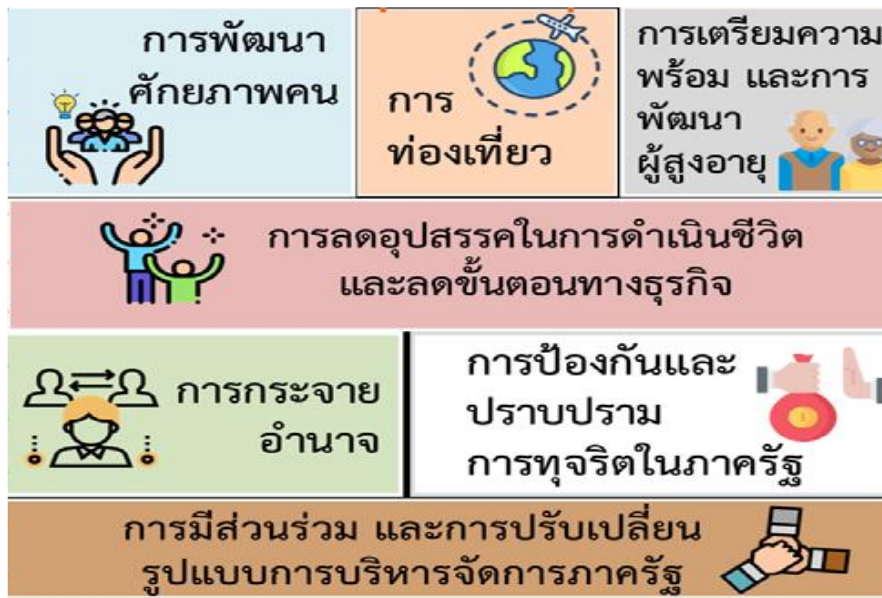 การพัฒนา
ศักยภาพคน
การ
ท่องเที่ยว
การเตรียมความ
พร้อม และการ
พัฒนา
ผู้สูงอายุ
การลดอุปสรรคในการดำเนินชีวิต
และลดขั้นตอนทางธุรกิจ
การกระจาย
อำนาจ
การป้องกันและ
ปราบปราม
การทุจริตในภาครัฐ
การมีส่วนร่วม และการปรับเปลี่ยน
รูปแบบการบริหารจัดการภาครัฐ